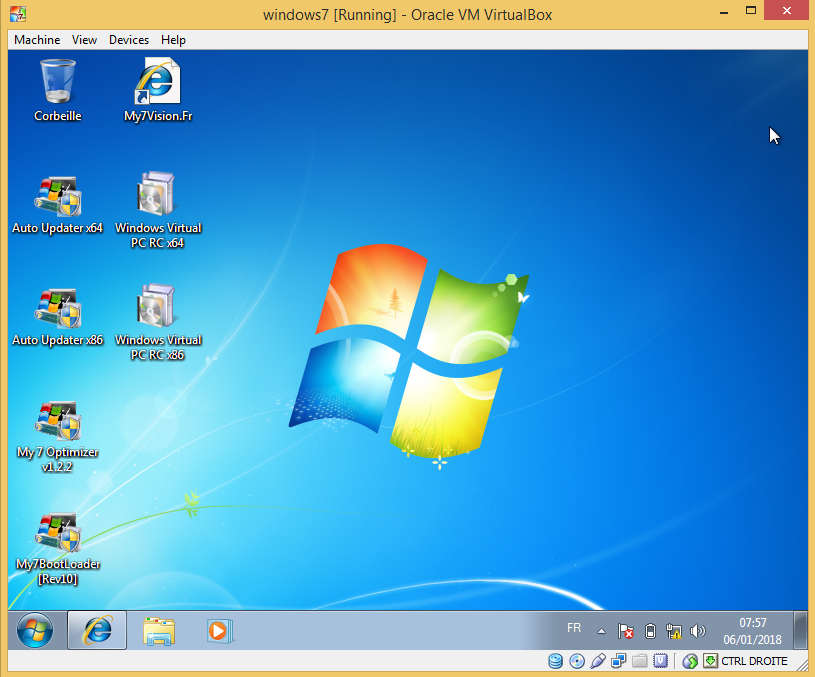 windows7 [Running] - Oracle VM VirtualBox
Machine View Devices Help
Corbeille
My7Vision.Fr
Auto Updater x64
Windows Virtual
PC RC x64
Auto Updater x86
Windows Virtual
PC RC x86
My 7 Optimizer
v1.2.2
My7BootLoader
[Rev10]
FR
07:57
06/01/2018
CTRL DROITE